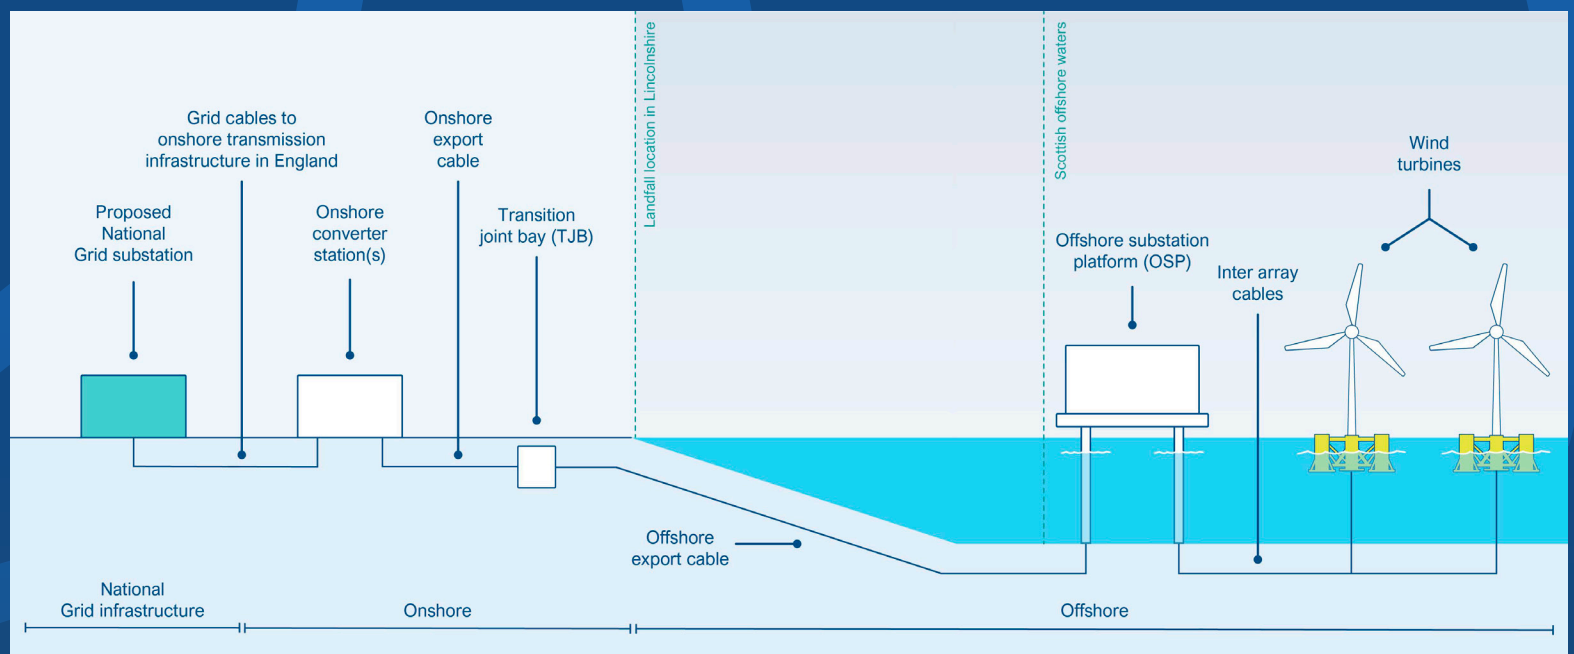 Landfall location in Lincolnshire
Scottish offshore waters
Grid cables to
onshore transmission
infrastructure in England
Onshore
export
cable
Wind
turbines
Proposed
National
Grid substation
Onshore
converter
station(s)
Transition
joint bay (TJB)
Offshore substation
platform (OSP)
Inter array
cables
Offshore
export cable
National
Grid infrastructure
Onshore
Offshore